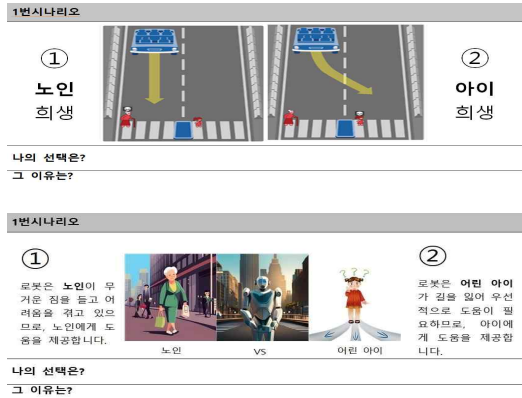 1번시나리오
①
노인
희생
②
아이
희생
나의 선택은?
그 이유는?
1번시나리오
①
로봇은 노인이 무
거운 짐을 들고 어
려움을 겪고 있으
므로, 노인에게 도
움을 제공합니다.
노인
VS
어린 아이
②
로봇은 어린 아이
가 길을 잃어 우선
적으로 도움이 필
요하므로, 아이에
게 도움을 제공합
니다.
나의 선택은?
그 이유는?